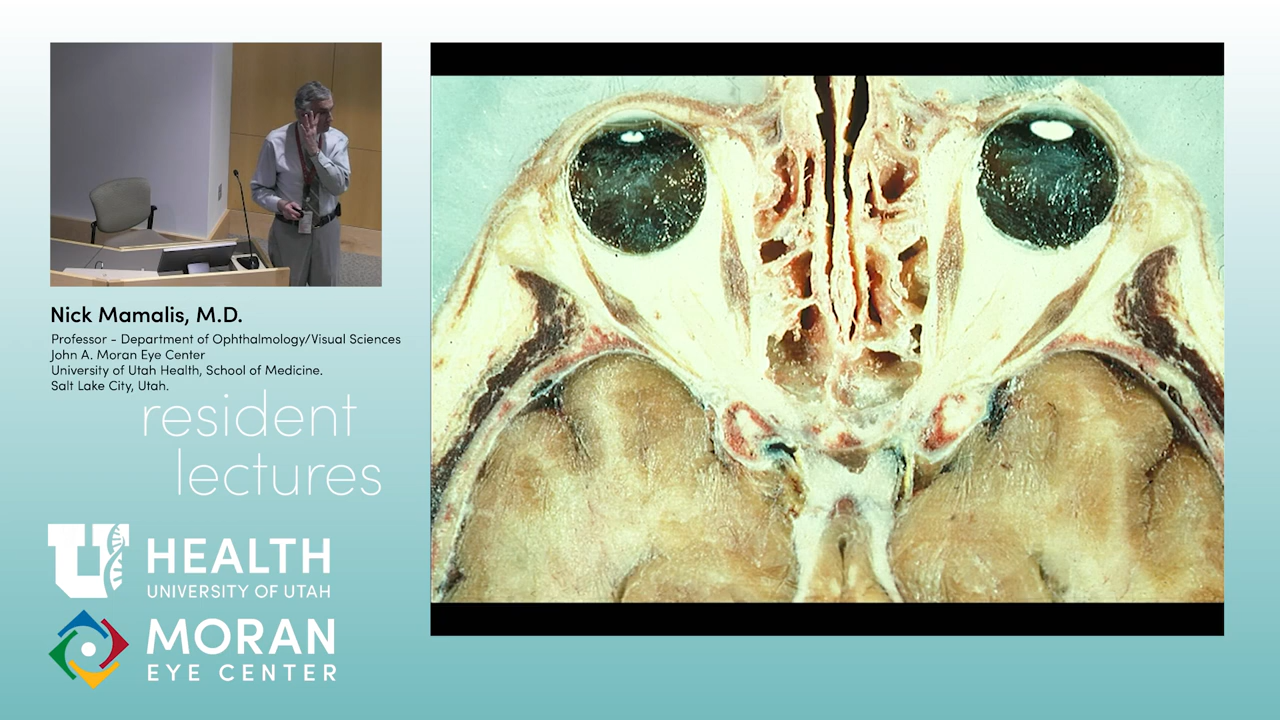 Nick Mamalis, M.D.
Professor - Department of Ophthalmology/Visual Sciences
John A. Moran Eye Center
University of Utah Health, School of Medicine.
Salt Lake City, Utah.
resident
lectures
U HEALTH
UNIVERSITY OF UTAH
MORAN
EYE CENTER